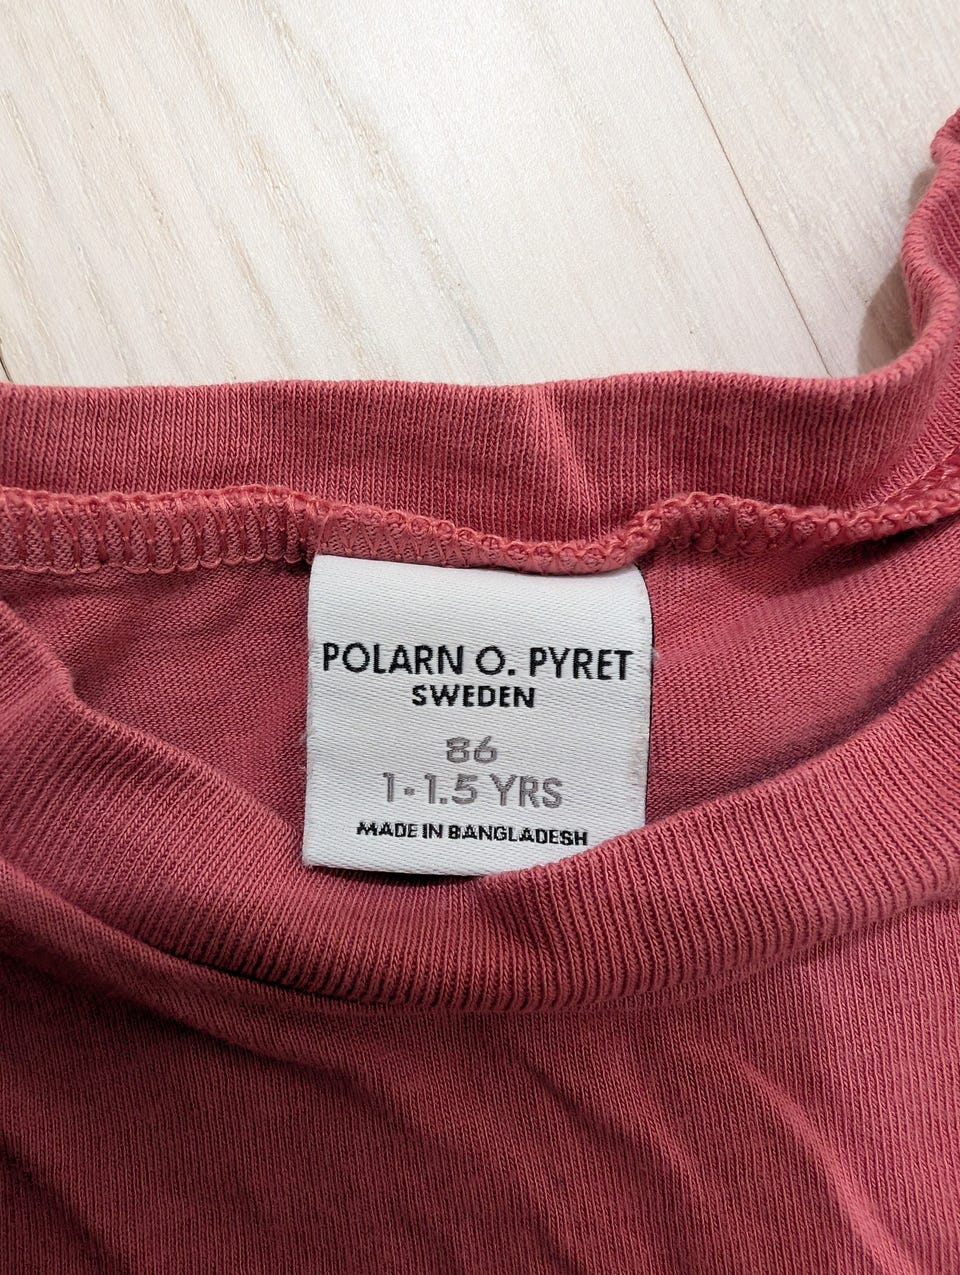 POLARN O. PYRET
SWEDEN
86
1-1.5 YRS
MADE IN BANGLADESH